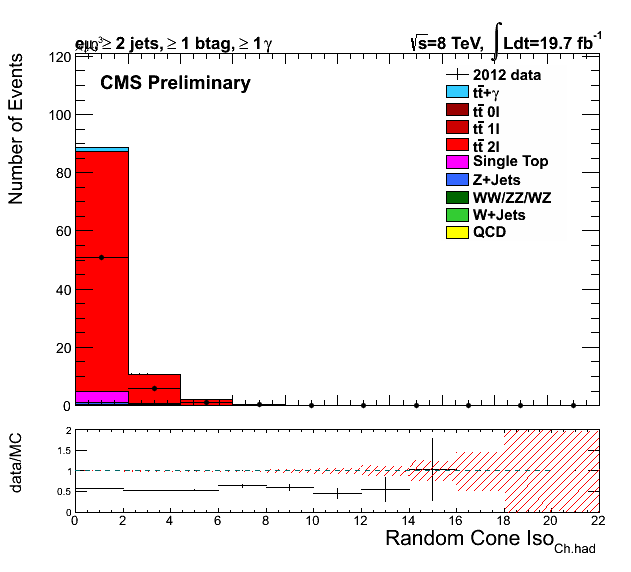 eμ, ≥ 2 jets, ≥ 1 btag, ≥ 1 γ
√s=8 TeV, ∫ Ldt=19.7 fb⁻¹
CMS Preliminary
2012 data
tt̄+γ
tt̄ 0l
tt̄ 1l
tt̄ 2l
Single Top
Z+Jets
WW/ZZ/WZ
W+Jets
QCD
Number of Events
120
100
80
60
40
20
0
data/MC
2
1.5
1
0.5
0
0 2 4 6 8 10 12 14 16 18 20 22
Random Cone Iso Ch.had